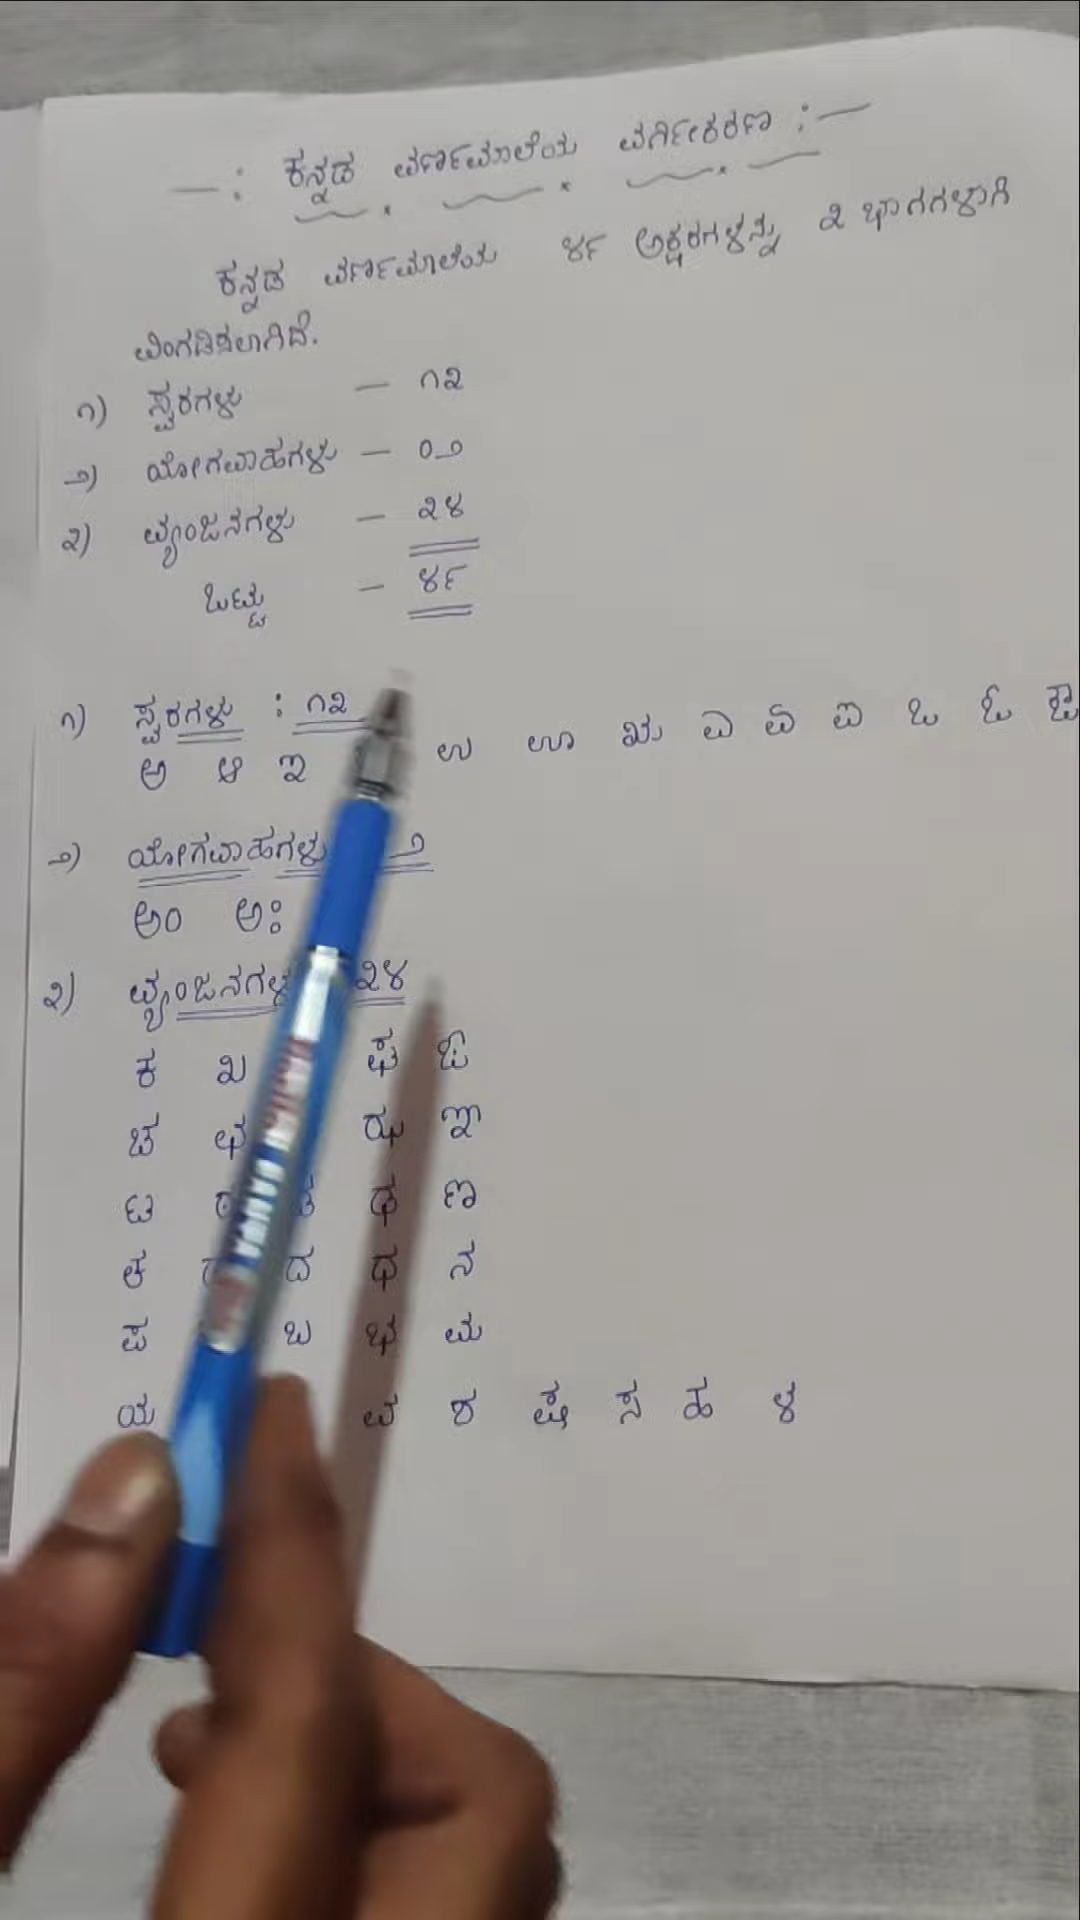 —: ಕನ್ನಡ ವರ್ಣಮಾಲೆಯ ವರ್ಗೀಕರಣ :—
ಕನ್ನಡ ವರ್ಣಮಾಲೆಯ ೪೯ ಅಕ್ಷರಗಳನ್ನು ೩ ಭಾಗಗಳಾಗಿ
ವಿಂಗಡಿಸಲಾಗಿದೆ.
೧) ಸ್ವರಗಳು — ೧೩
೨) ಯೋಗವಾಹಗಳು — ೦೨
೩) ವ್ಯಂಜನಗಳು — ೩೪
ಒಟ್ಟು — ೪೯
೧) ಸ್ವರಗಳು : ೧೩
ಅ ಆ ಇ ಉ ಊ ಋ ಎ ಏ ಐ ಒ ಓ ಔ
೨) ಯೋಗವಾಹಗಳು ೨
ಅಂ ಅಃ
೩) ವ್ಯಂಜನಗಳು ೩೪
ಕ ಖ ಘ ಙ
ಚ ಛ ಝ ಞ
ಟ ಢ ಣ
ತ ದ ಧ ನ
ಪ ಬ ಭ ಮ
ಯ ವ ಶ ಷ ಸ ಹ ಳ